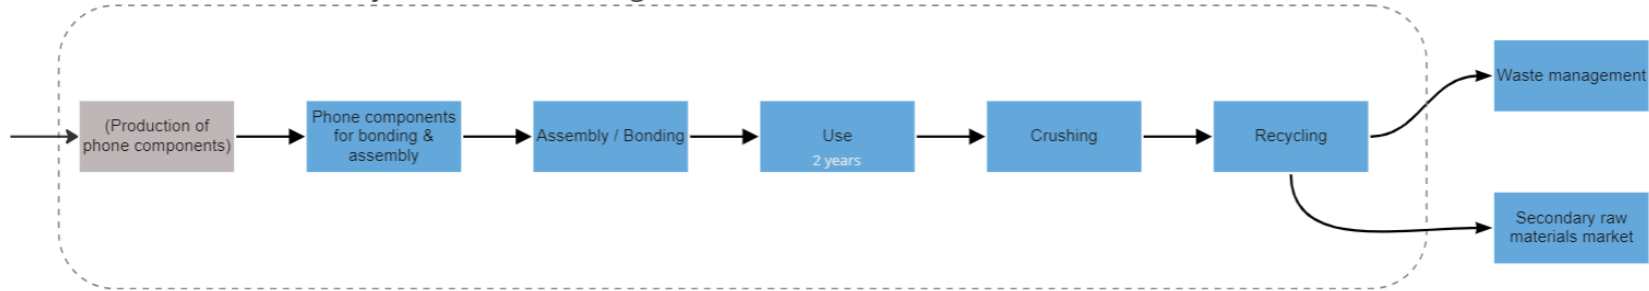 (Production of
phone components)
Phone components
for bonding &
assembly
Assembly / Bonding
Use
2 years
Crushing
Recycling
Waste management
Secondary raw
materials market